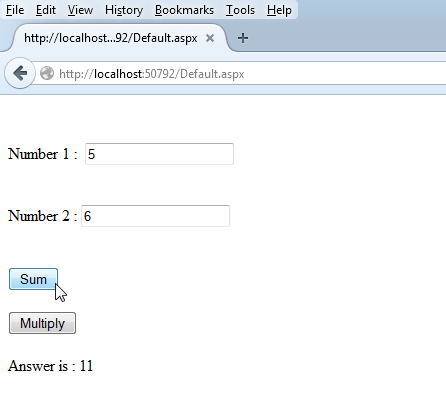 File Edit View History Bookmarks Tools Help
http://localhost...92/Default.aspx
http://localhost:50792/Default.aspx
Number 1 : 5
Number 2 : 6
Sum
Multiply
Answer is : 11